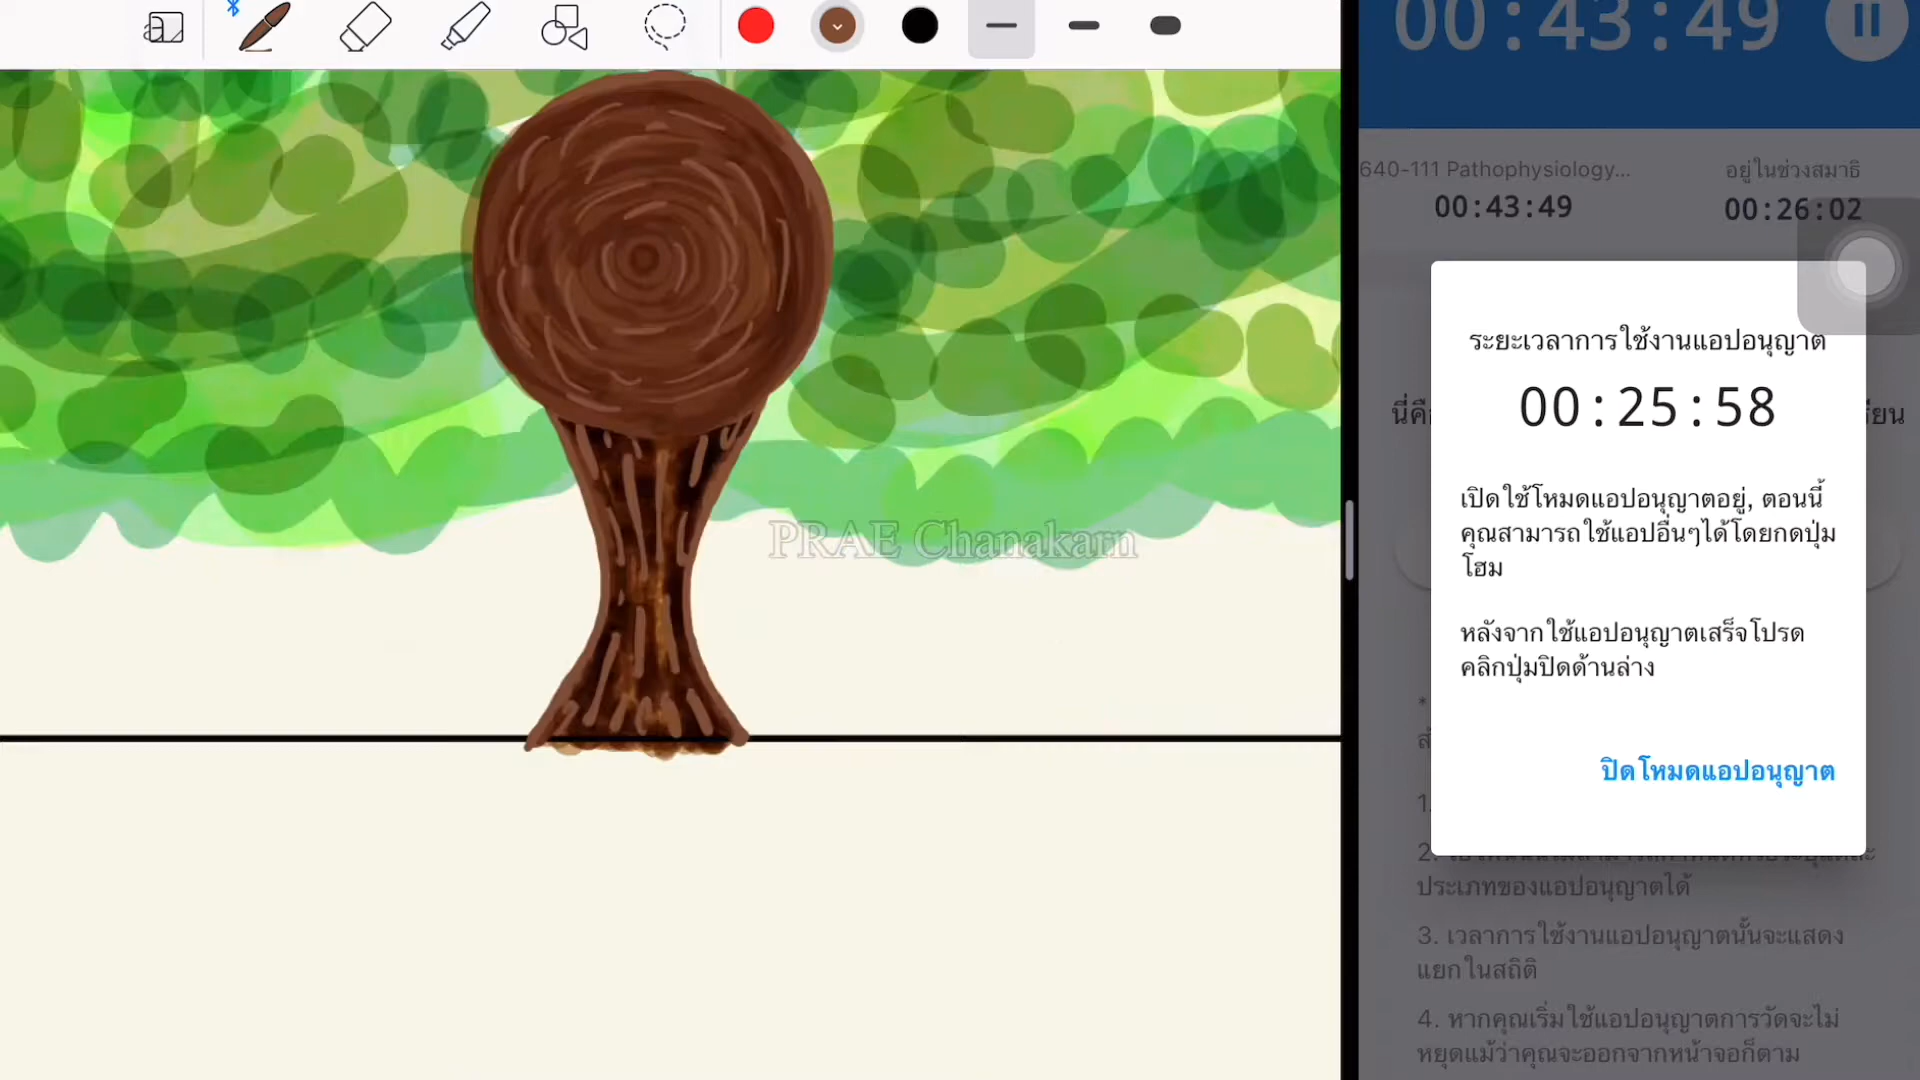 00:43:49
640-111 Pathophysiology...
อยู่ในช่วงสมาธิ
00:43:49
00:26:02
ระยะเวลาการใช้งานแอปอนุญาต
00:25:58
เปิดใช้โหมดแอปอนุญาตอยู่, ตอนนี้
คุณสามารถใช้แอปอื่นๆได้โดยกดปุ่ม
โฮม
หลังจากใช้แอปอนุญาตเสร็จโปรด
คลิกปุ่มปิดด้านล่าง
ปิดโหมดแอปอนุญาต
PRAE Chanakarn
1.
2.
ประเภทของแอปอนุญาตได้
3. เวลาการใช้งานแอปอนุญาตนั้นจะแสดง
แยกในสถิติ
4. หากคุณเริ่มใช้แอปอนุญาตการวัดจะไม่
หยุดแม้ว่าคุณจะออกจากหน้าจอก็ตาม